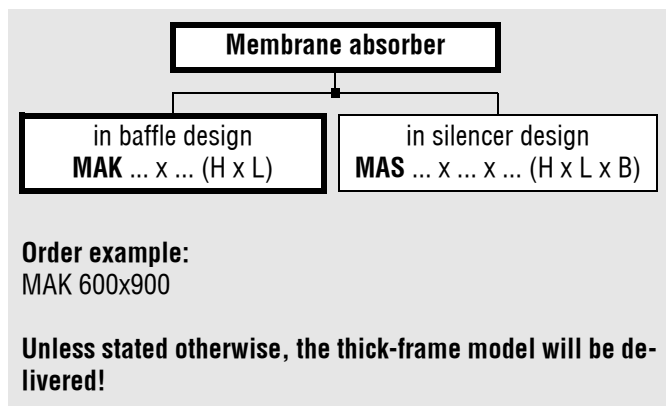 Membrane absorber
in baffle design
MAK ... x ... (H x L)
in silencer design
MAS ... x ... x ... (H x L x B)
Order example:
MAK 600x900
Unless stated otherwise, the thick-frame model will be de-
livered!